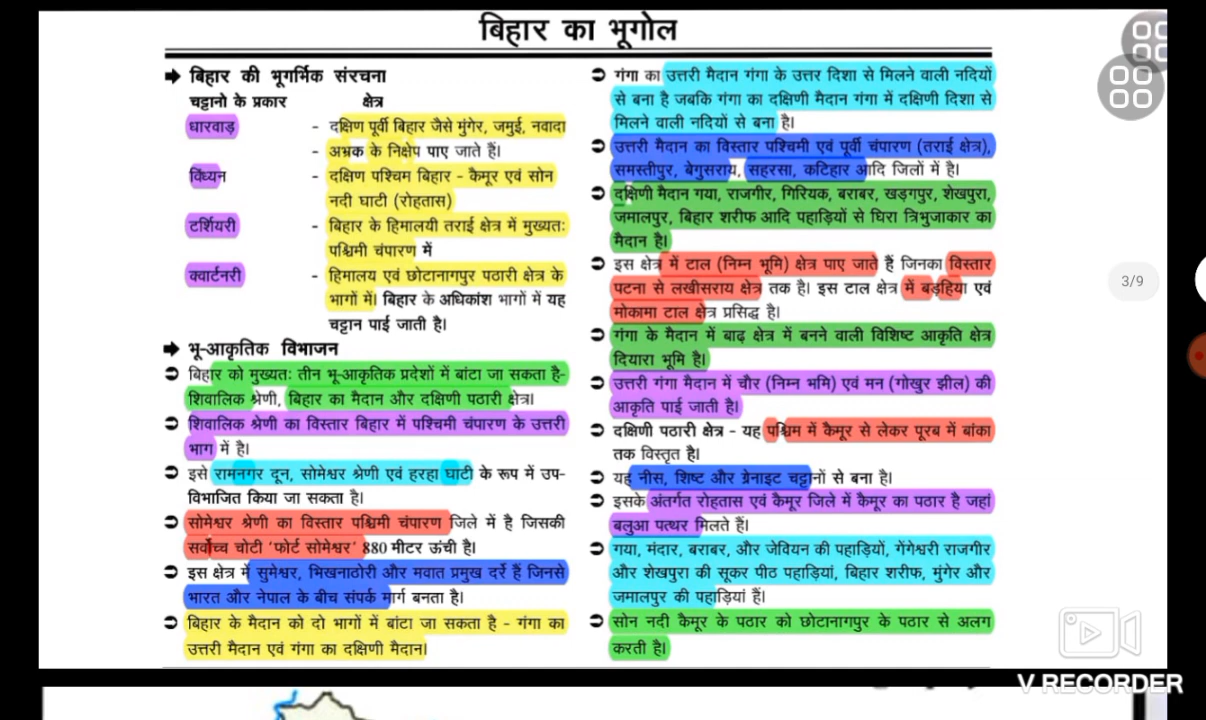 बिहार का भूगोल
➡ बिहार की भूगर्भिक संरचना
चट्टानो के प्रकार क्षेत्र
धारवाड़ - दक्षिण पूर्वी बिहार जैसे मुंगेर, जमुई, नवादा
- अभ्रक के निक्षेप पाए जाते हैं।
विंध्यन - दक्षिण पश्चिम बिहार - कैमूर एवं सोन
नदी घाटी (रोहतास)
टर्शियरी - बिहार के हिमालयी तराई क्षेत्र में मुख्यतः
पश्चिमी चंपारण में
क्वार्टनरी - हिमालय एवं छोटानागपुर पठारी क्षेत्र के
भागों में। बिहार के अधिकांश भागों में यह
चट्टान पाई जाती है।
➡ भू-आकृतिक विभाजन
बिहार को मुख्यतः तीन भू-आकृतिक प्रदेशों में बांटा जा सकता है-
शिवालिक श्रेणी, बिहार का मैदान और दक्षिणी पठारी क्षेत्र।
शिवालिक श्रेणी का विस्तार बिहार में पश्चिमी चंपारण के उत्तरी
भाग में है।
इसे रामनगर दून, सोमेश्वर श्रेणी एवं हरहा घाटी के रूप में उप-
विभाजित किया जा सकता है।
सोमेश्वर श्रेणी का विस्तार पश्चिमी चंपारण जिले में है जिसकी
सर्वोच्च चोटी ‘फोर्ट सोमेश्वर’ 880 मीटर ऊंची है।
इस क्षेत्र में सुमेश्वर, भिखनाठोरी और मवात प्रमुख दर्रे हैं जिनसे
भारत और नेपाल के बीच संपर्क मार्ग बनता है।
बिहार के मैदान को दो भागों में बांटा जा सकता है - गंगा का
उत्तरी मैदान एवं गंगा का दक्षिणी मैदान।
गंगा का उत्तरी मैदान गंगा के उत्तर दिशा से मिलने वाली नदियों
से बना है जबकि गंगा का दक्षिणी मैदान गंगा में दक्षिणी दिशा से
मिलने वाली नदियों से बना है।
उत्तरी मैदान का विस्तार पश्चिमी एवं पूर्वी चंपारण (तराई क्षेत्र),
समस्तीपुर, बेगुसराय, सहरसा, कटिहार आदि जिलों में है।
दक्षिणी मैदान गया, राजगीर, गिरियक, बराबर, खड़गपुर, शेखपुरा,
जमालपुर, बिहार शरीफ आदि पहाड़ियों से घिरा त्रिभुजाकार का
मैदान है।
इस क्षेत्र में टाल (निम्न भूमि) क्षेत्र पाए जाते हैं जिनका विस्तार
पटना से लखीसराय क्षेत्र तक है। इस टाल क्षेत्र में बड़हिया एवं
मोकामा टाल क्षेत्र प्रसिद्ध है।
गंगा के मैदान में बाढ़ क्षेत्र में बनने वाली विशिष्ट आकृति क्षेत्र
दियारा भूमि है।
उत्तरी गंगा मैदान में चौर (निम्न भमि) एवं मन (गोखुर झील) की
आकृति पाई जाती है।
दक्षिणी पठारी क्षेत्र - यह पश्चिम में कैमूर से लेकर पूरब में बांका
तक विस्तृत है।
यह नीस, शिष्ट और ग्रेनाइट चट्टानों से बना है।
इसके अंतर्गत रोहतास एवं कैमूर जिले में कैमूर का पठार है जहां
बलुआ पत्थर मिलते हैं।
गया, मंदार, बराबर, और जेवियन की पहाड़ियों, गेंगेश्वरी राजगीर
और शेखपुरा की सूकर पीठ पहाड़ियां, बिहार शरीफ, मुंगेर और
जमालपुर की पहाड़ियां हैं।
सोन नदी कैमूर के पठार को छोटानागपुर के पठार से अलग
करती है।
3/9
V RECORDER